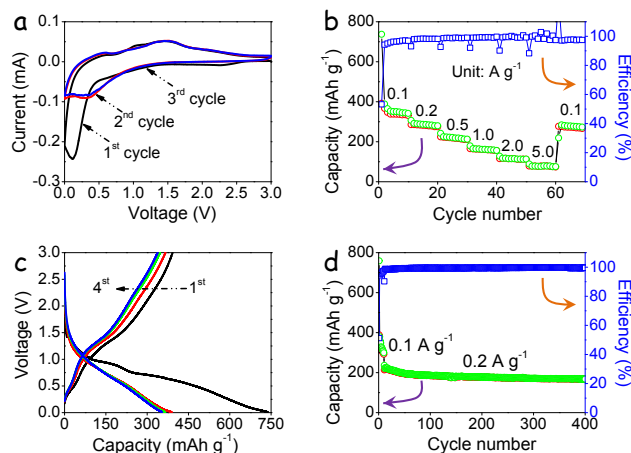 a
Current (mA)
0.1
0.0
-0.1
-0.2
-0.3
3rd cycle
2nd cycle
1st cycle
0.0 0.5 1.0 1.5 2.0 2.5 3.0
Voltage (V)
b
Capacity (mAh g-1)
800
600
400
200
0
Unit: A g-1
0.1
0.2
0.5
1.0
2.0
5.0
0.1
100
80
60
40
20
0
Efficiency (%)
0 20 40 60
Cycle number
c
Voltage (V)
3.0
2.5
2.0
1.5
1.0
0.5
0.0
4st
1st
0 150 300 450 600 750
Capacity (mAh g-1)
d
Capacity (mAh g-1)
800
600
400
200
0
0.1 A g-1
0.2 A g-1
100
80
60
40
20
0
Efficiency (%)
0 100 200 300 400
Cycle number